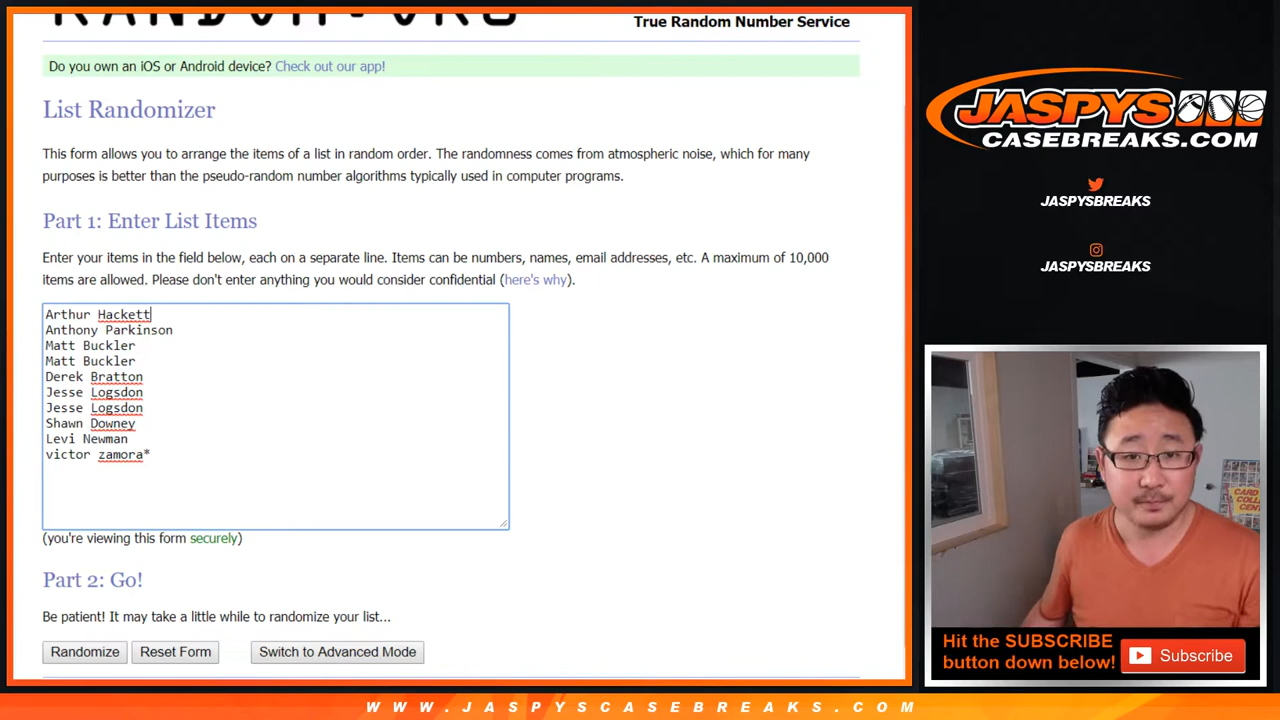 True Random Number Service
Do you own an iOS or Android device? Check out our app!
List Randomizer
This form allows you to arrange the items of a list in random order. The randomness comes from atmospheric noise, which for many
purposes is better than the pseudo-random number algorithms typically used in computer programs.
Part 1: Enter List Items
Enter your items in the field below, each on a separate line. Items can be numbers, names, email addresses, etc. A maximum of 10,000
items are allowed. Please don't enter anything you would consider confidential (here's why).
Arthur Hackett
Anthony Parkinson
Matt Buckler
Matt Buckler
Derek Bratton
Jesse Logsdon
Jesse Logsdon
Shawn Downey
Levi Newman
victor zamora*
(you're viewing this form securely)
Part 2: Go!
Be patient! It may take a little while to randomize your list...
Randomize
Reset Form
Switch to Advanced Mode
JASPYS
CASEBREAKS.COM
JASPYSBREAKS
JASPYSBREAKS
CARD
Hit the SUBSCRIBE
button down below!
Subscribe
WWW.JASPYSCASEBREAKS.COM